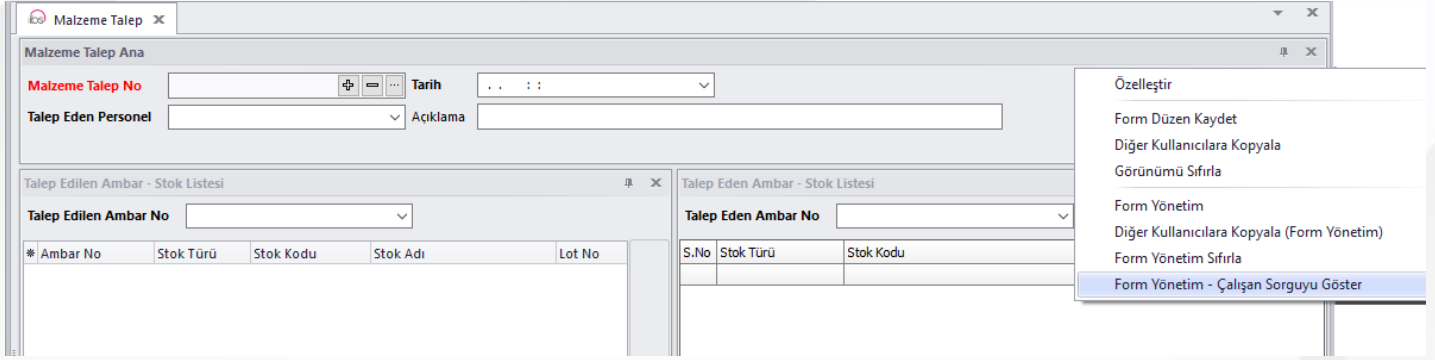 ios Malzeme Talep
Malzeme Talep Ana
Malzeme Talep No
Tarih
. . : :
Talep Eden Personel
Açıklama
Talep Edilen Ambar - Stok Listesi
Talep Edilen Ambar No
* Ambar No Stok Türü Stok Kodu Stok Adı Lot No
Talep Eden Ambar - Stok Listesi
Talep Eden Ambar No
S.No Stok Türü Stok Kodu
Özelleştir
Form Düzen Kaydet
Diğer Kullanıcılara Kopyala
Görünümü Sıfırla
Form Yönetim
Diğer Kullanıcılara Kopyala (Form Yönetim)
Form Yönetim Sıfırla
Form Yönetim - Çalışan Sorguyu Göster